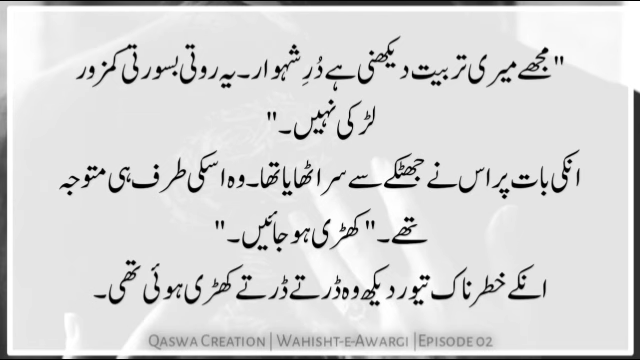 "مجھے میری تربیت دیکھنی ہے دُرِ شہوار۔ یہ روتی بسورتی کمزور
لڑکی نہیں۔"
انکی بات پر اس نے جھٹکے سے سر اٹھایا تھا۔ وہ اسکی طرف ہی متوجہ
تھے۔ "کھڑی ہو جائیں۔"
انکے خطرناک تیور دیکھ وہ ڈرتے ڈرتے کھڑی ہوئی تھی۔
Qaswa Creation | Wahisht-e-Awargi |Episode 02